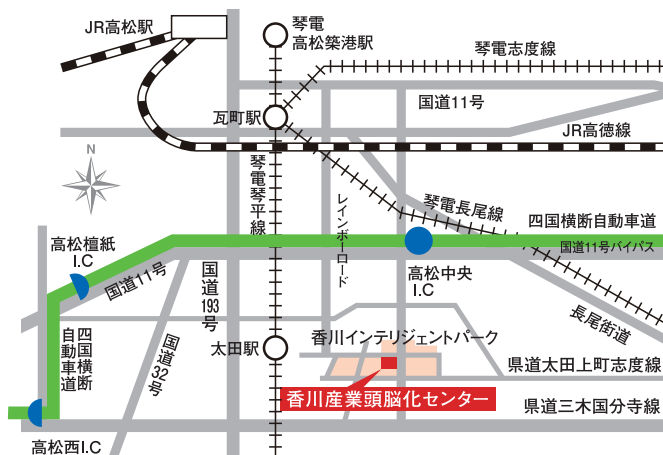 JR高松駅
琴電
高松築港駅
琴電志度線
国道11号
瓦町駅
JR高徳線
N
琴電琴平線
レインボーロード
琴電長尾線
四国横断自動車道
国道11号バイパス
高松檀紙
I.C
国道11号
国道193号
高松中央
I.C
長尾街道
四国横断
自動車道
国道32号
太田駅
香川インテリジェントパーク
県道太田上町志度線
香川産業頭脳化センター
県道三木国分寺線
高松西I.C